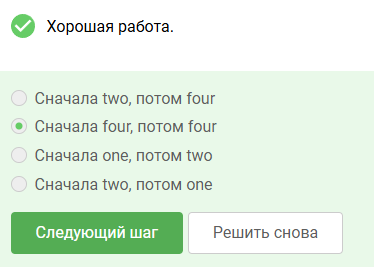 Хорошая работа.
Сначала two, потом four
Сначала four, потом four
Сначала one, потом two
Сначала two, потом one
Следующий шаг
Решить снова